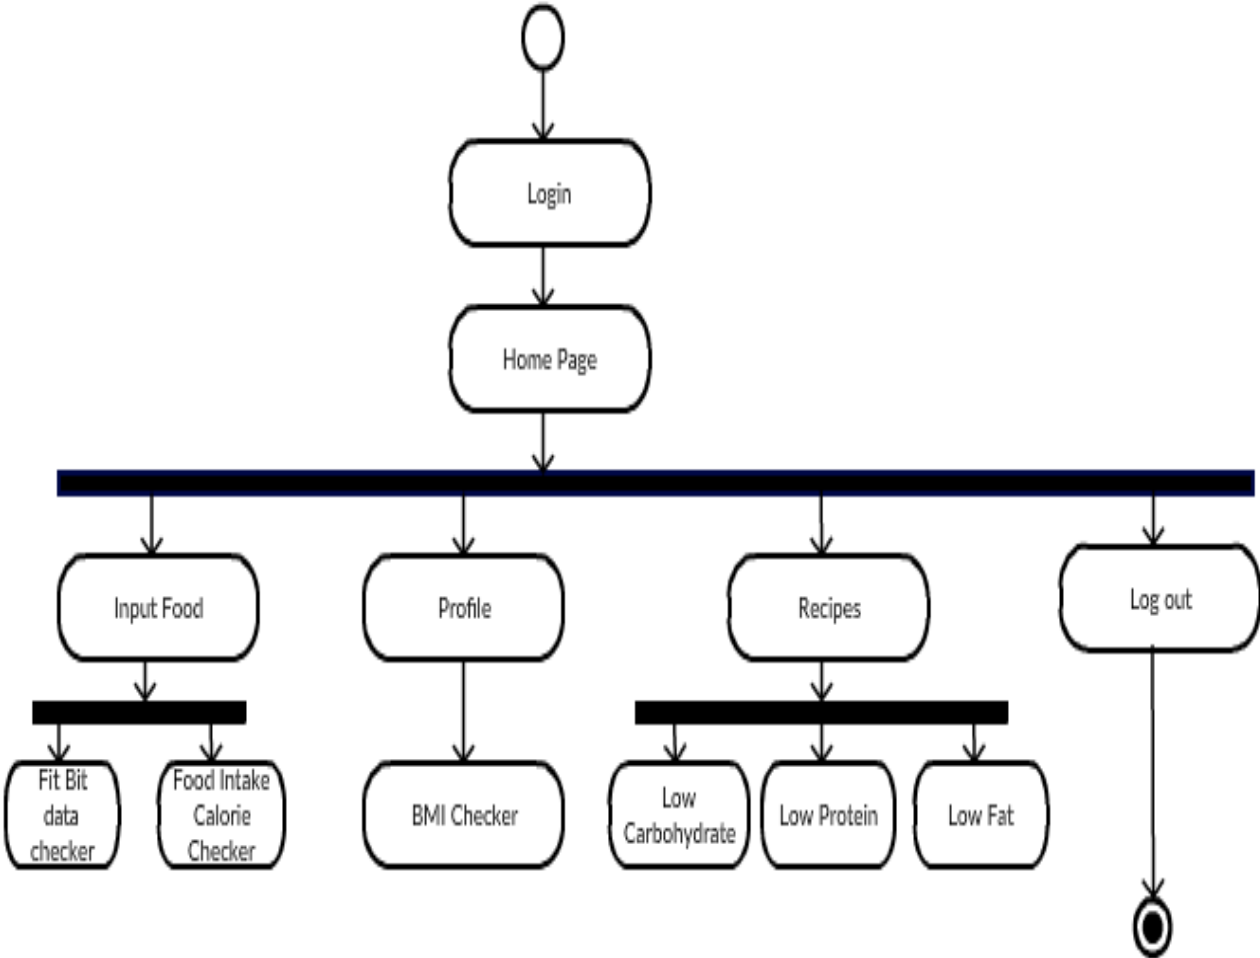 Login
Home Page
Input Food
Profile
Recipes
Log out
Fit Bit
data
checker
Food Intake
Calorie
Checker
BMI Checker
Low
Carbohydrate
Low Protein
Low Fat